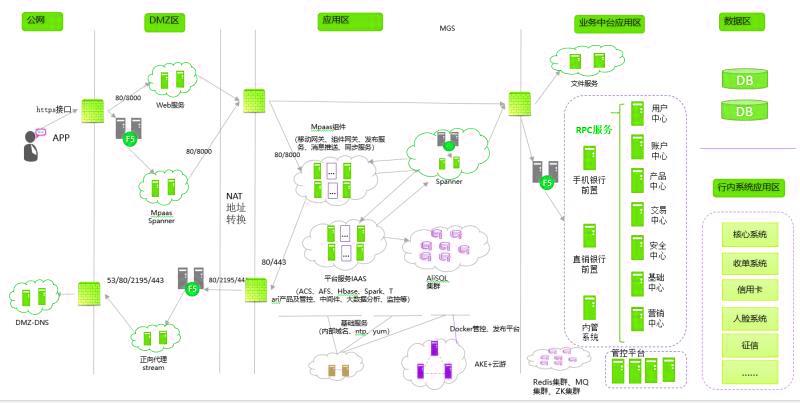 公网
DMZ区
应用区
业务中台应用区
数据区
MGS
https接口
APP
80/8000
F5
Web服务
80/8000
Mpaas
Spanner
NAT
地址
转换
Mpaas组件
(移动网关、组件网关、发布服
务、消息推送、同步服务)
80/8000
Spanner
文件服务
F5
RPC服务
手机银行
前置
直销银行
前置
内管
系统
用户
中心
账户
中心
产品
中心
交易
中心
安全
中心
基础
中心
营销
中心
DB
DB
行内系统应用区
核心系统
收单系统
信用卡
人脸系统
征信
......
DMZ-DNS
53/80/2195/443
正向代理
stream
F5
80/2195/44
80/443
平台服务IAAS
(ACS、AFS、Hbase、Spark、T
ari产品及管控、中间件、大数据分析、监控等)
基础服务
(内部域名、ntp、yum)
AliSQL
集群
Docker管控、发布平台
AKE+云游
Redis集群、MQ
集群、ZK集群
管控平台